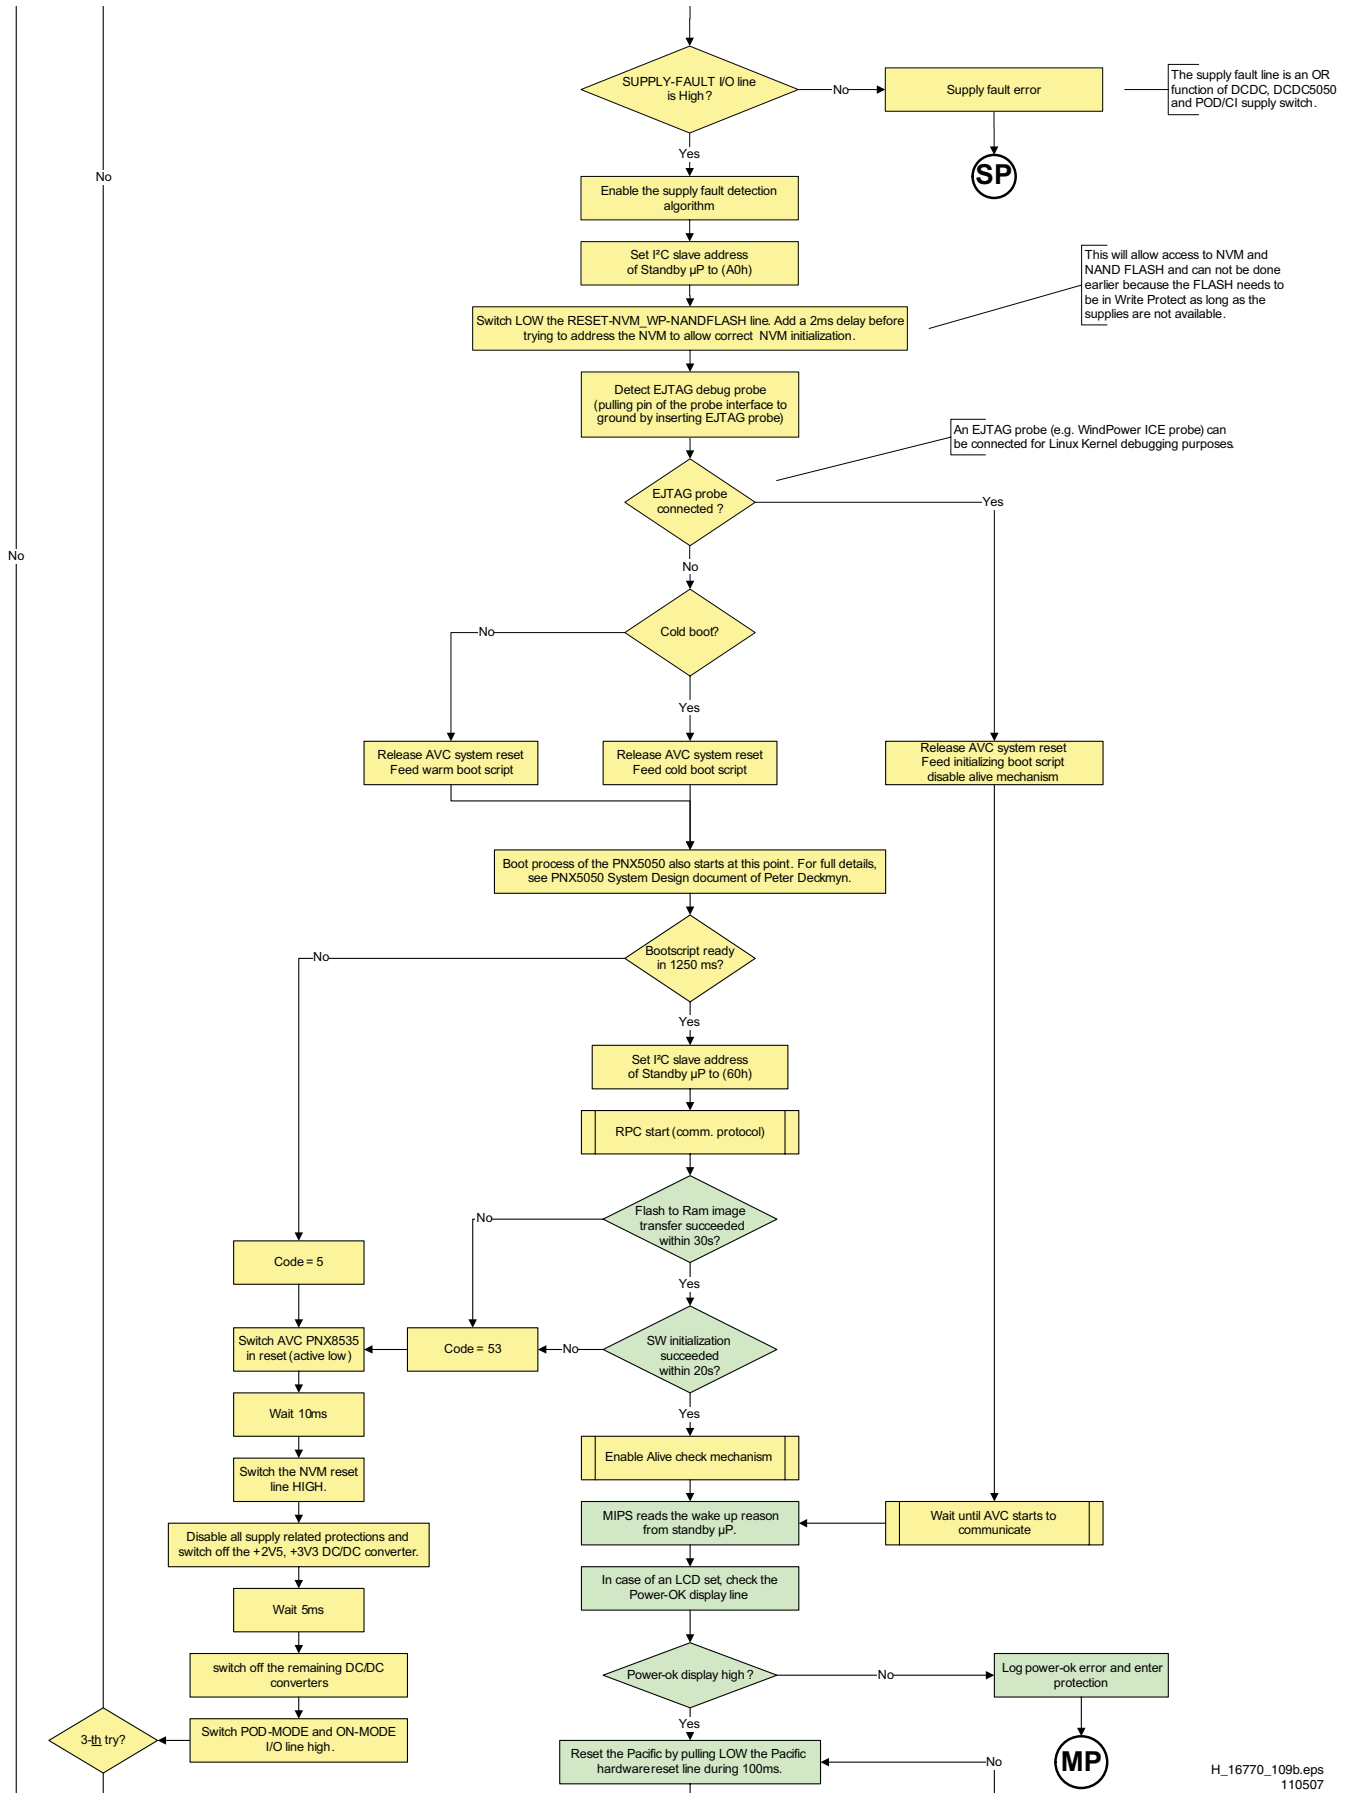 SUPPLY-FAULT I/O line
is High?
No
Supply fault error
The supply fault line is an OR
function of DCDC, DCDC5050
and POD/CI supply switch.
SP
Yes
No
Enable the supply fault detection
algorithm
Set I²C slave address
of Standby µP to (A0h)
This will allow access to NVM and
NAND FLASH and can not be done
earlier because the FLASH needs to
be in Write Protect as long as the
supplies are not available.
Switch LOW the RESET-NVM_WP-NANDFLASH line. Add a 2ms delay before
trying to address the NVM to allow correct NVM initialization.
Detect EJTAG debug probe
(pulling pin of the probe interface to
ground by inserting EJTAG probe)
An EJTAG probe (e.g. WindPower ICE probe) can
be connected for Linux Kernel debugging purposes.
EJTAG probe
connected ?
Yes
No
No
Cold boot?
No
Yes
Release AVC system reset
Feed warm boot script
Release AVC system reset
Feed cold boot script
Release AVC system reset
Feed initializing boot script
disable alive mechanism
Boot process of the PNX5050 also starts at this point. For full details,
see PNX5050 System Design document of Peter Deckmyn.
Bootscript ready
in 1250 ms?
No
Yes
Set I²C slave address
of Standby µP to (60h)
RPC start (comm. protocol)
Flash to Ram image
transfer succeeded
within 30s?
No
Code = 5
Yes
Switch AVC PNX8535
in reset (active low)
Code = 53
No
SW initialization
succeeded
within 20s?
Wait 10ms
Yes
Switch the NVM reset
line HIGH.
Enable Alive check mechanism
MIPS reads the wake up reason
from standby µP.
Wait until AVC starts to
communicate
Disable all supply related protections and
switch off the +2V5, +3V3 DC/DC converter.
In case of an LCD set, check the
Power-OK display line
Wait 5ms
switch off the remaining DC/DC
converters
Power-ok display high ?
No
Log power-ok error and enter
protection
Yes
3-th try?
Switch POD-MODE and ON-MODE
I/O line high.
Reset the Pacific by pulling LOW the Pacific
hardware reset line during 100ms.
No
MP
H_16770_109b.eps
110507